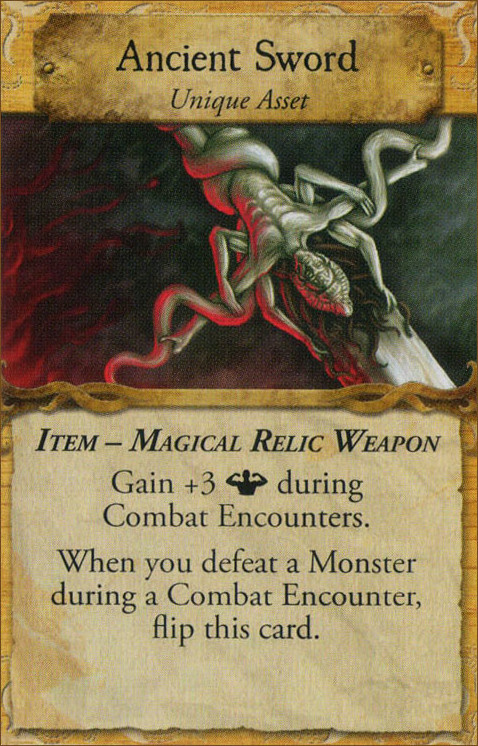 Ancient Sword
Unique Asset
Item – Magical Relic Weapon
Gain +3 during
Combat Encounters.
When you defeat a Monster
during a Combat Encounter,
flip this card.